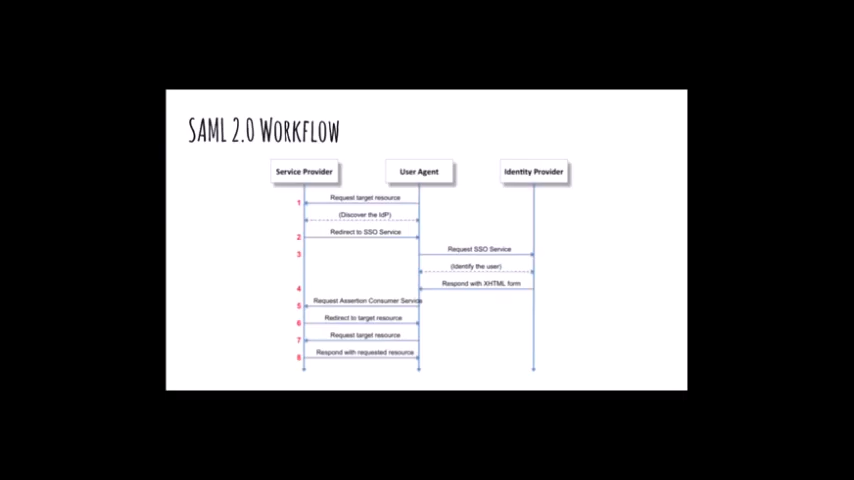 SAML 2.0 Workflow
Service Provider User Agent Identity Provider
1 Request target resource
(Discover the IdP)
2 Redirect to SSO Service
3 Request SSO Service
(Identify the user)
4 Respond with XHTML form
5 Request Assertion Consumer Service
6 Redirect to target resource
7 Request target resource
8 Respond with requested resource